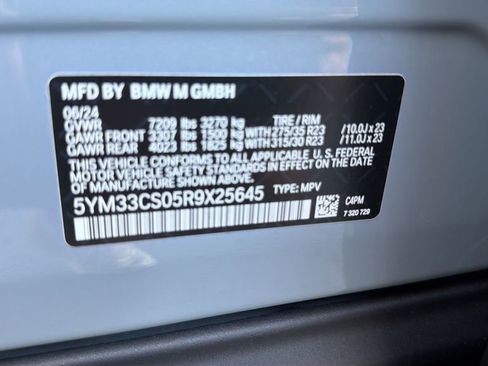 MFD BY BMW M GMBH
06/24
GVWR 7209 lbs 3270 kg TIRE / RIM
GAWR FRONT 3307 lbs 1500 kg WITH 275/35 R23 /10.0J x 23
GAWR REAR 4023 lbs 1825 kg WITH 315/30 R23 /11.0J x 23
THIS VEHICLE CONFORMS TO ALL APPLICABLE U.S. FEDERAL
MOTOR VEHICLE SAFETY AND THEFT PREVENTION STANDARDS
IN EFFECT ON THE DATE OF MANUFACTURE SHOWN ABOVE.
5YM33CS05R9X25645 TYPE: MPV
C4PM
7 320 729